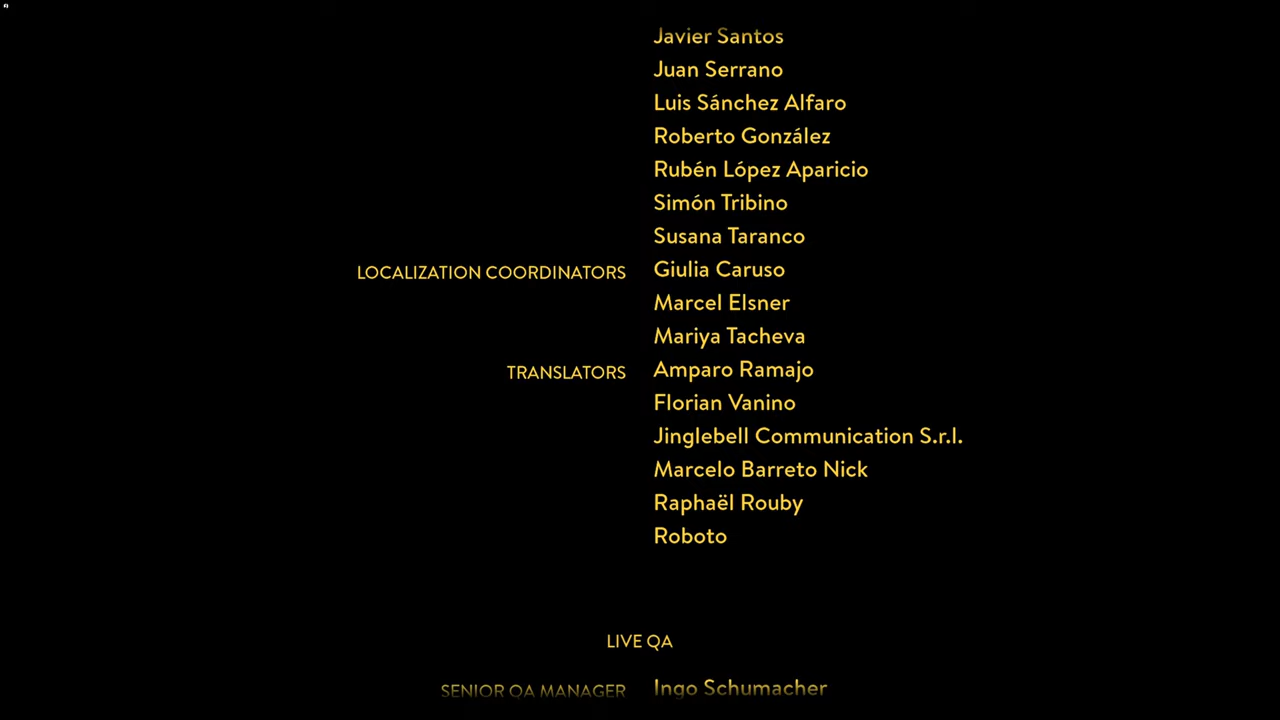 Javier Santos
Juan Serrano
Luis Sánchez Alfaro
Roberto González
Rubén López Aparicio
Simón Tribino
Susana Taranco
LOCALIZATION COORDINATORS Giulia Caruso
Marcel Elsner
Mariya Tacheva
TRANSLATORS Amparo Ramajo
Florian Vanino
Jinglebell Communication S.r.l.
Marcelo Barreto Nick
Raphaël Rouby
Roboto
LIVE QA
SENIOR QA MANAGER Ingo Schumacher